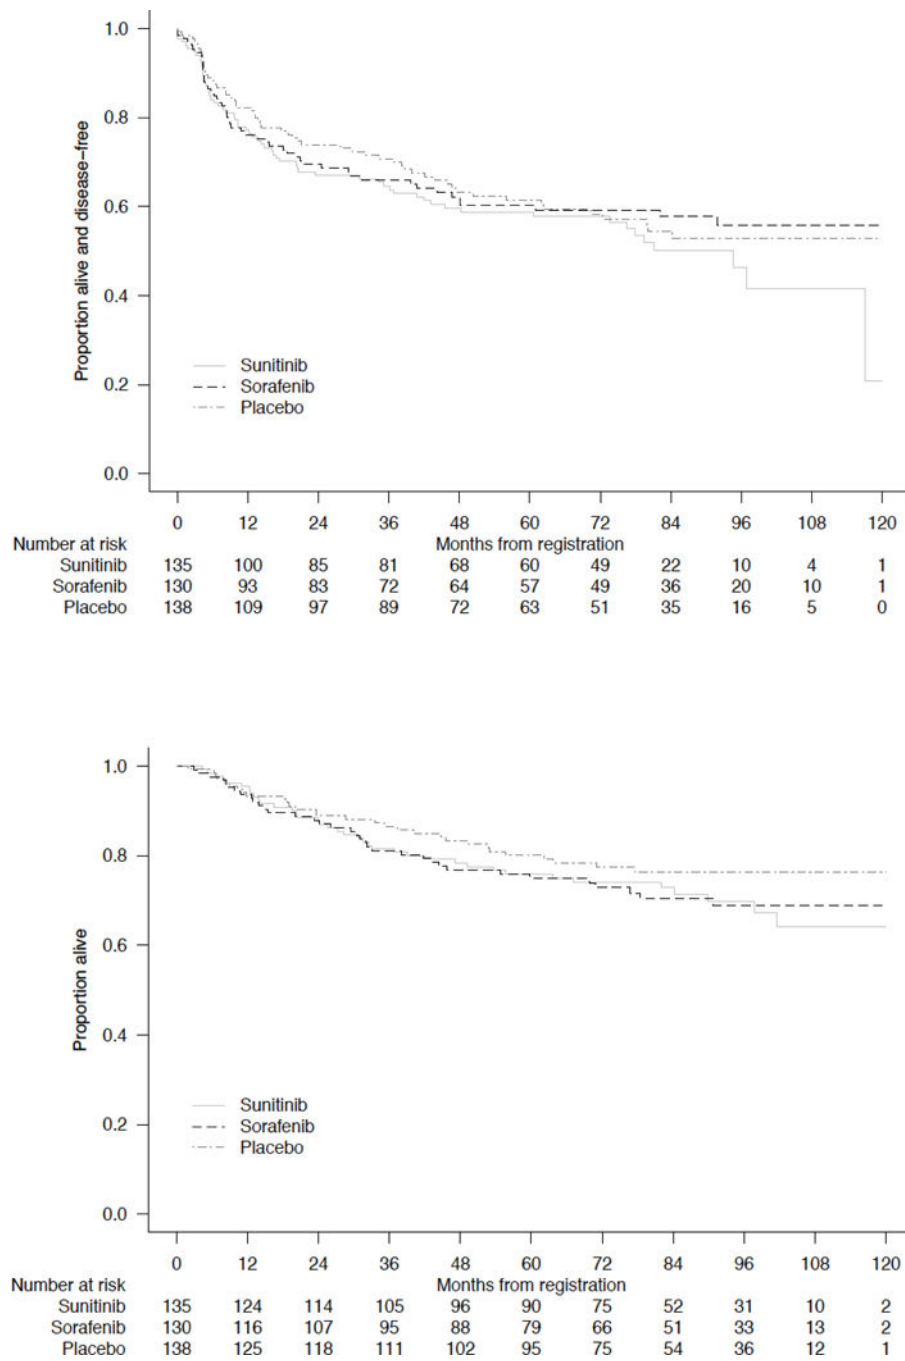 Proportion alive and disease-free
1.0
0.8
0.6
0.4
0.2
0.0
Sunitinib
Sorafenib
Placebo
0 12 24 36 48 60 72 84 96 108 120
Number at risk Months from registration
Sunitinib 135 100 85 81 68 60 49 22 10 4 1
Sorafenib 130 93 83 72 64 57 49 36 20 10 1
Placebo 138 109 97 89 72 63 51 35 16 5 0
Proportion alive
1.0
0.8
0.6
0.4
0.2
0.0
Sunitinib
Sorafenib
Placebo
0 12 24 36 48 60 72 84 96 108 120
Number at risk Months from registration
Sunitinib 135 124 114 105 96 90 75 52 31 10 2
Sorafenib 130 116 107 95 88 79 66 51 33 13 2
Placebo 138 125 118 111 102 95 75 54 36 12 1